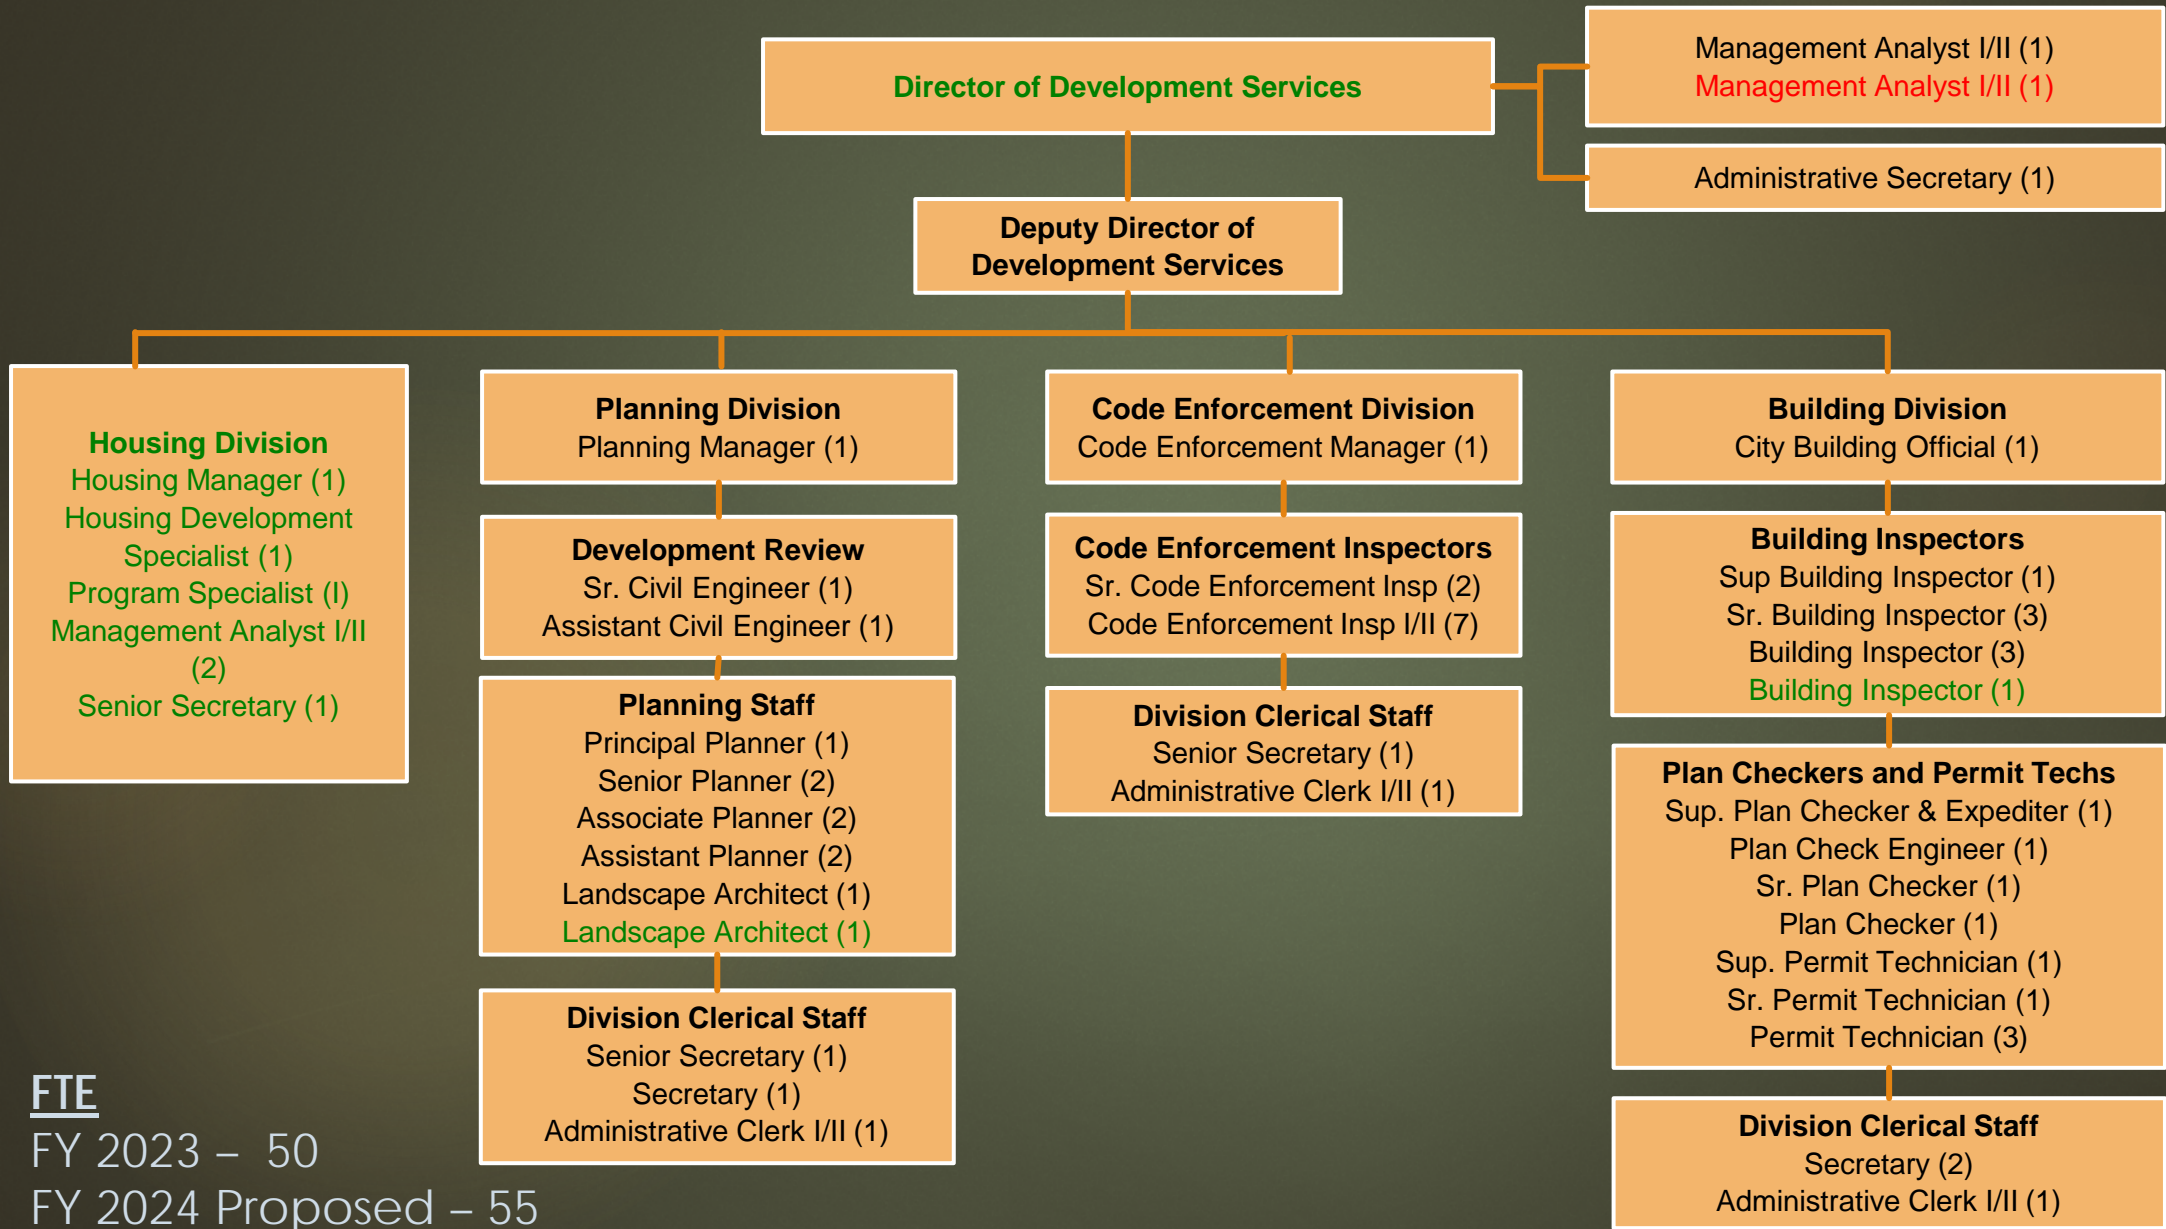 Director of Development Services
Management Analyst I/II (1)
Management Analyst I/II (1)
Administrative Secretary (1)
Deputy Director of
Development Services
Housing Division
Housing Manager (1)
Housing Development
Specialist (1)
Program Specialist (I)
Management Analyst I/II
(2)
Senior Secretary (1)
Planning Division
Planning Manager (1)
Development Review
Sr. Civil Engineer (1)
Assistant Civil Engineer (1)
Planning Staff
Principal Planner (1)
Senior Planner (2)
Associate Planner (2)
Assistant Planner (2)
Landscape Architect (1)
Landscape Architect (1)
Division Clerical Staff
Senior Secretary (1)
Secretary (1)
Administrative Clerk I/II (1)
Code Enforcement Division
Code Enforcement Manager (1)
Code Enforcement Inspectors
Sr. Code Enforcement Insp (2)
Code Enforcement Insp I/II (7)
Division Clerical Staff
Senior Secretary (1)
Administrative Clerk I/II (1)
Building Division
City Building Official (1)
Building Inspectors
Sup Building Inspector (1)
Sr. Building Inspector (3)
Building Inspector (3)
Building Inspector (1)
Plan Checkers and Permit Techs
Sup. Plan Checker & Expediter (1)
Plan Check Engineer (1)
Sr. Plan Checker (1)
Plan Checker (1)
Sup. Permit Technician (1)
Sr. Permit Technician (1)
Permit Technician (3)
Division Clerical Staff
Secretary (2)
Administrative Clerk I/II (1)
FTE
FY 2023 – 50
FY 2024 Proposed – 55